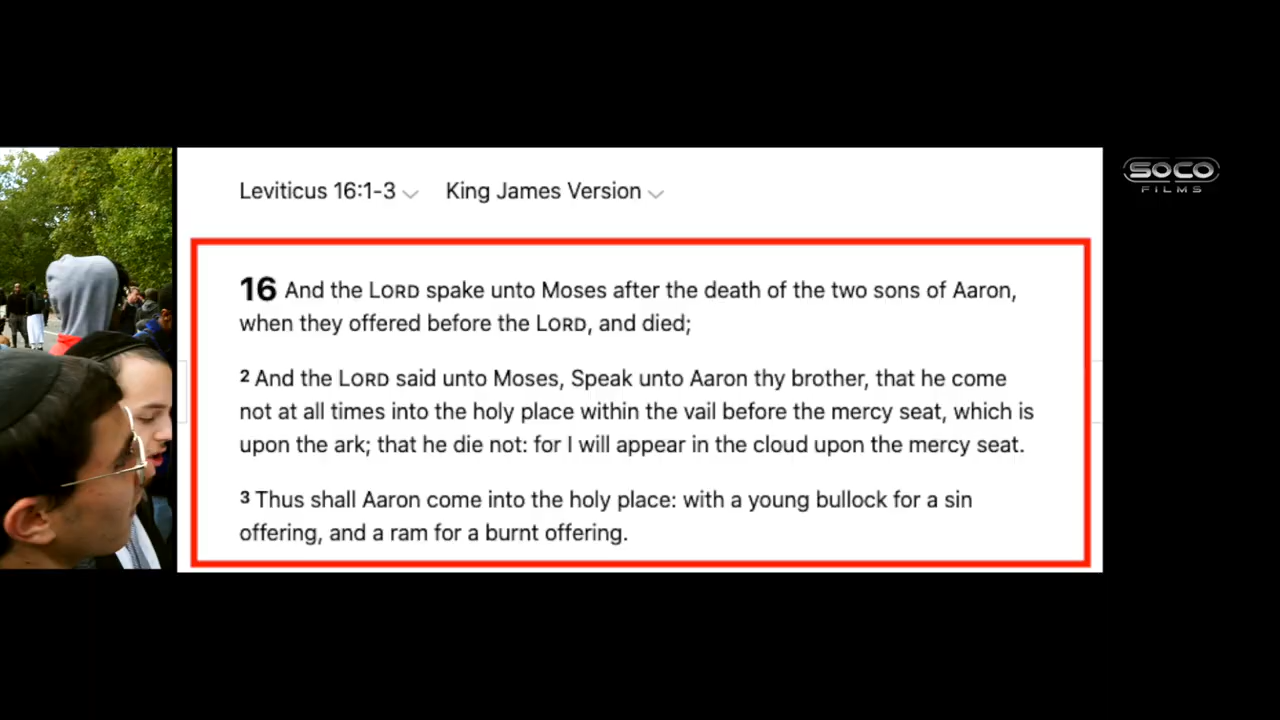 Leviticus 16:1-3 King James Version
SOCO
FILMS
16 And the LORD spake unto Moses after the death of the two sons of Aaron,
when they offered before the LORD, and died;
2 And the LORD said unto Moses, Speak unto Aaron thy brother, that he come
not at all times into the holy place within the vail before the mercy seat, which is
upon the ark; that he die not: for I will appear in the cloud upon the mercy seat.
3 Thus shall Aaron come into the holy place: with a young bullock for a sin
offering, and a ram for a burnt offering.